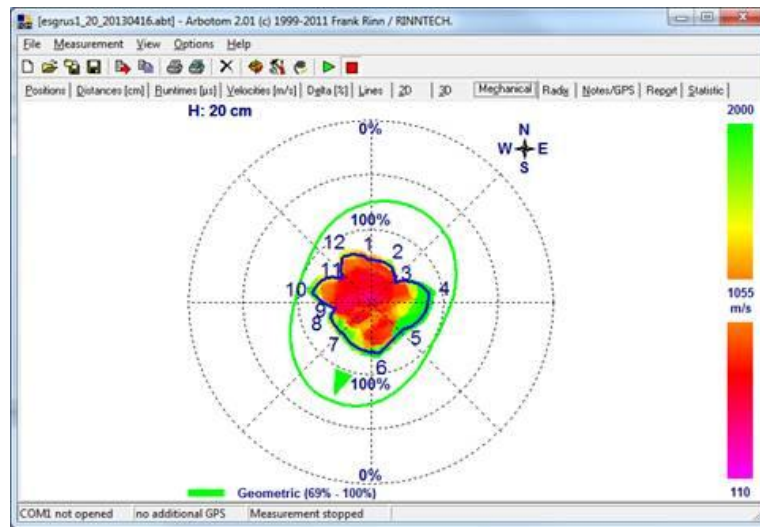 [esgrus1_20_20130416.abt] - Arbotom 2.01 (c) 1999-2011 Frank Rinn / RINNTECH.
File Measurement View Options Help
Positions Distances [cm] Runtimes [µs] Velocities [m/s] Delta [%] Lines 2D 3D Mechanical Radix Notes/GPS Report Statistic
H: 20 cm
0%
N
W E
S
2000
100%
12 1 2
11 3
10 4
9
8
7 5
6
100%
1055
m/s
0%
110
Geometric (69% - 100%)
COM1 not opened no additional GPS Measurement stopped